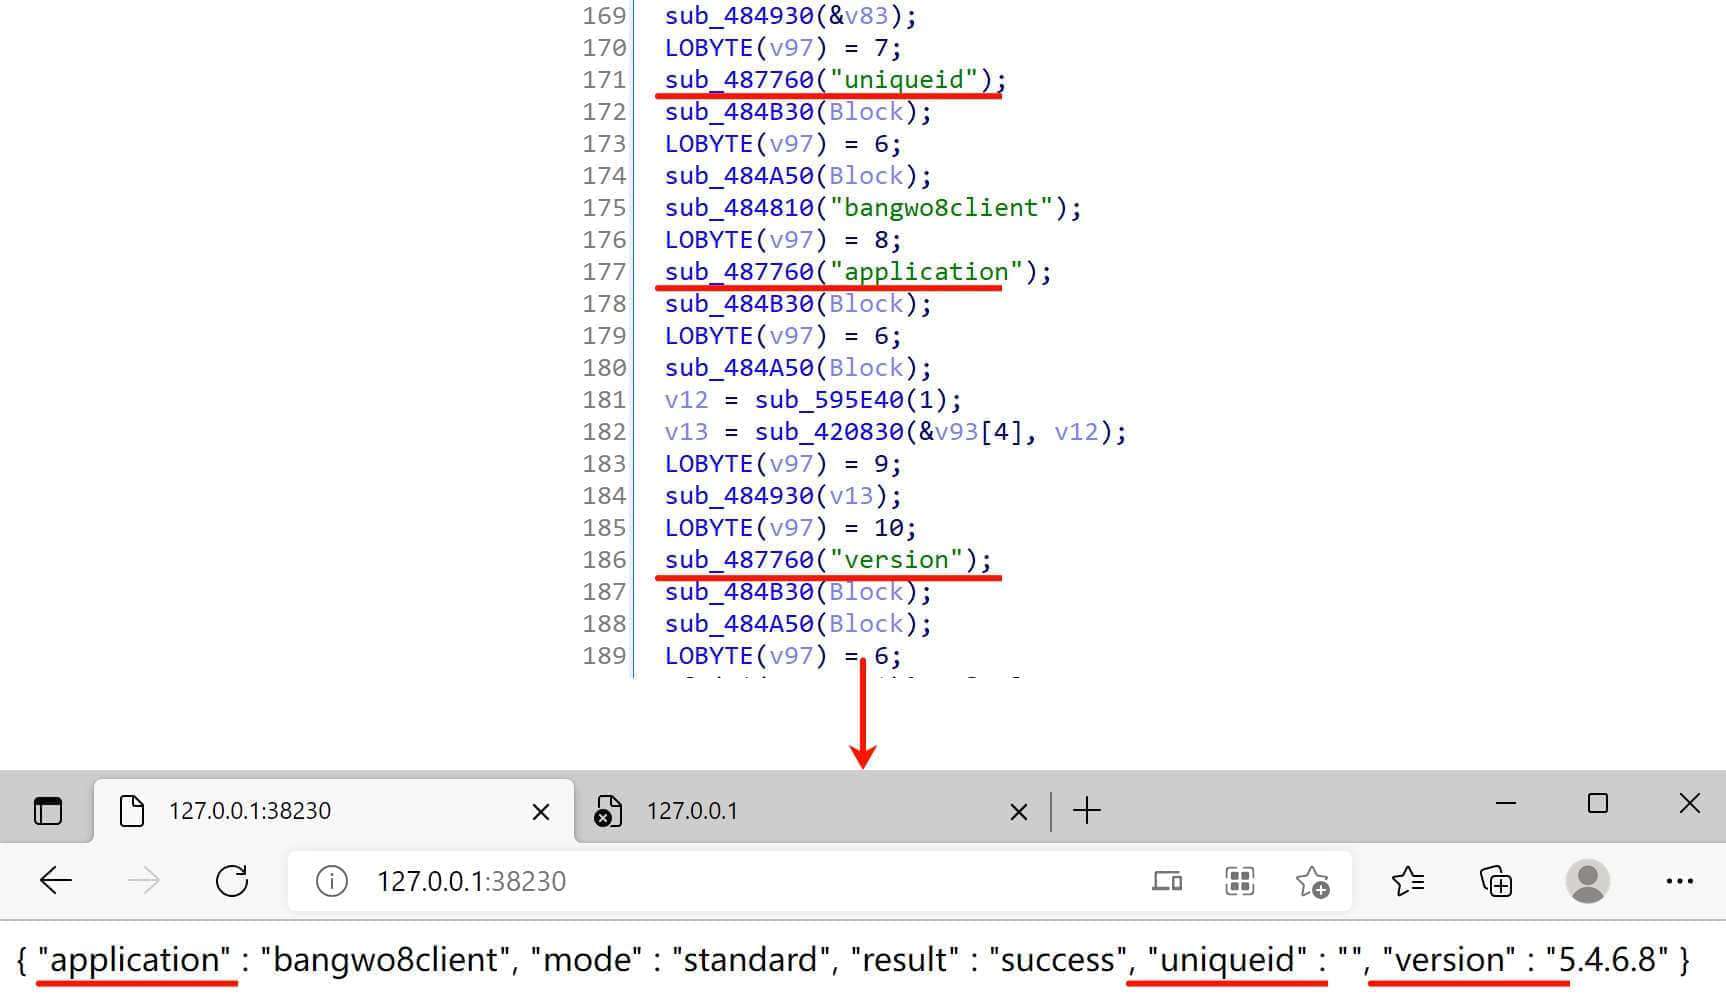 169 sub_484930(&v83);
170 LOBYTE(v97) = 7;
171 sub_487760("uniqueid");
172 sub_484B30(Block);
173 LOBYTE(v97) = 6;
174 sub_484A50(Block);
175 sub_484810("bangwo8client");
176 LOBYTE(v97) = 8;
177 sub_487760("application");
178 sub_484B30(Block);
179 LOBYTE(v97) = 6;
180 sub_484A50(Block);
181 v12 = sub_595E40(1);
182 v13 = sub_420830(&v93[4], v12);
183 LOBYTE(v97) = 9;
184 sub_484930(v13);
185 LOBYTE(v97) = 10;
186 sub_487760("version");
187 sub_484B30(Block);
188 sub_484A50(Block);
189 LOBYTE(v97) = 6;
127.0.0.1:38230 127.0.0.1
127.0.0.1:38230
{ "application" : "bangwo8client", "mode" : "standard", "result" : "success", "uniqueid" : "", "version" : "5.4.6.8" }